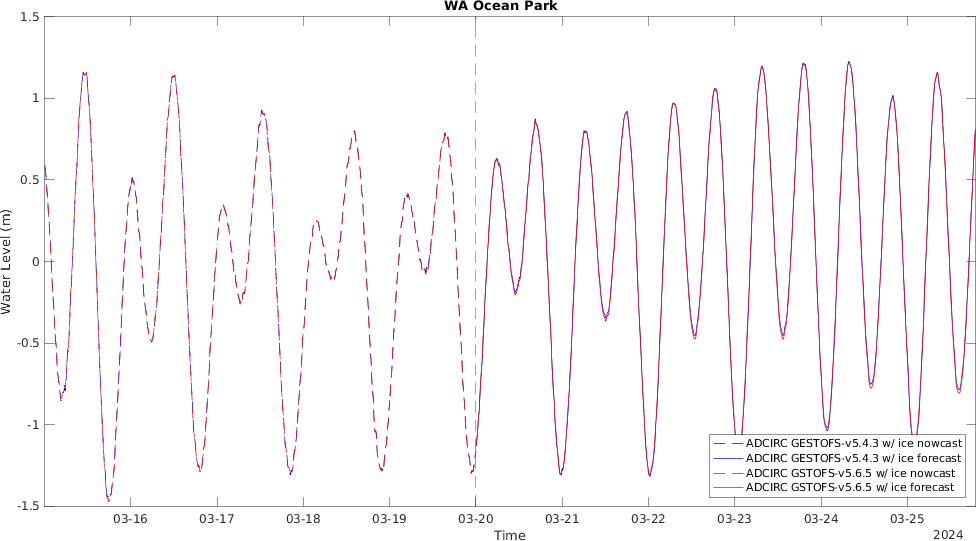 WA Ocean Park
1.5
1
0.5
0
-0.5
-1
-1.5
Water Level (m)
03-16 03-17 03-18 03-19 03-20 03-21 03-22 03-23 03-24 03-25
Time
2024
ADCIRC GESTOFS-v5.4.3 w/ ice nowcast
ADCIRC GESTOFS-v5.4.3 w/ ice forecast
ADCIRC GSTOFS-v5.6.5 w/ ice nowcast
ADCIRC GSTOFS-v5.6.5 w/ ice forecast